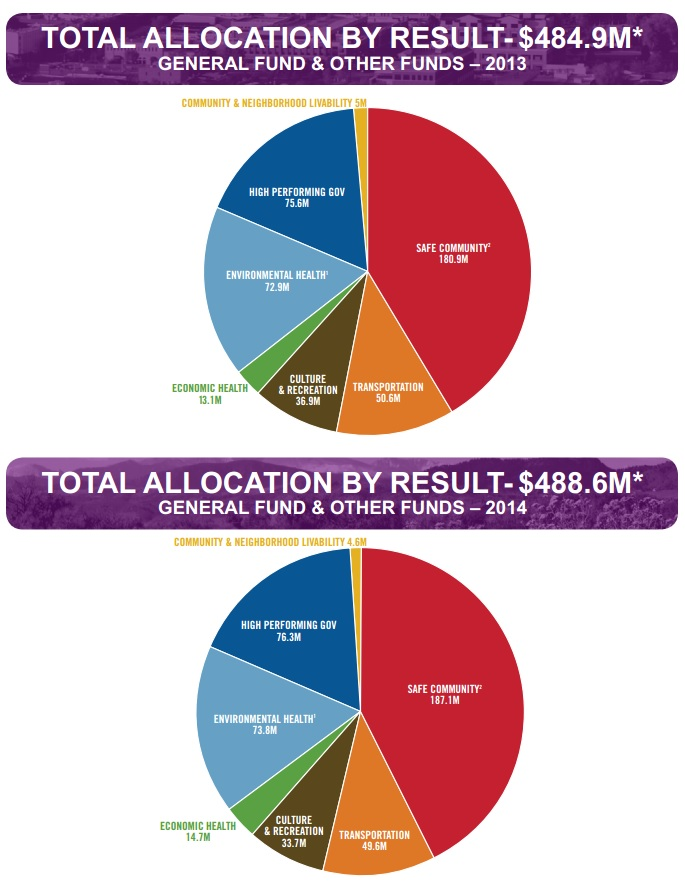 TOTAL ALLOCATION BY RESULT- $484.9M*
GENERAL FUND & OTHER FUNDS – 2013
COMMUNITY & NEIGHBORHOOD LIVABILITY 5M
HIGH PERFORMING GOV
75.6M
SAFE COMMUNITY²
180.9M
ENVIRONMENTAL HEALTH¹
72.9M
ECONOMIC HEALTH
13.1M
CULTURE
& RECREATION
36.9M
TRANSPORTATION
50.6M
TOTAL ALLOCATION BY RESULT- $488.6M*
GENERAL FUND & OTHER FUNDS – 2014
COMMUNITY & NEIGHBORHOOD LIVABILITY 4.6M
HIGH PERFORMING GOV
76.3M
SAFE COMMUNITY²
187.1M
ENVIRONMENTAL HEALTH¹
73.8M
ECONOMIC HEALTH
14.7M
CULTURE
& RECREATION
33.7M
TRANSPORTATION
49.6M